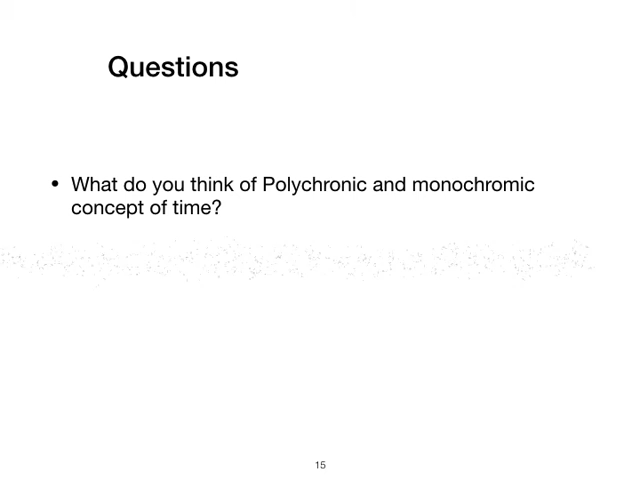 Questions
• What do you think of Polychronic and monochromic
concept of time?
15